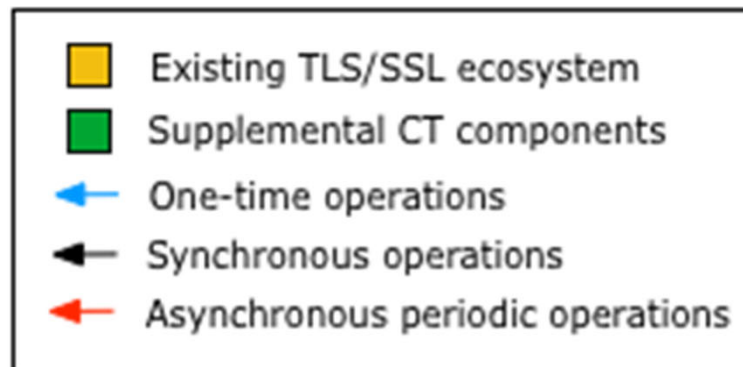 Existing TLS/SSL ecosystem
Supplemental CT components
One-time operations
Synchronous operations
Asynchronous periodic operations